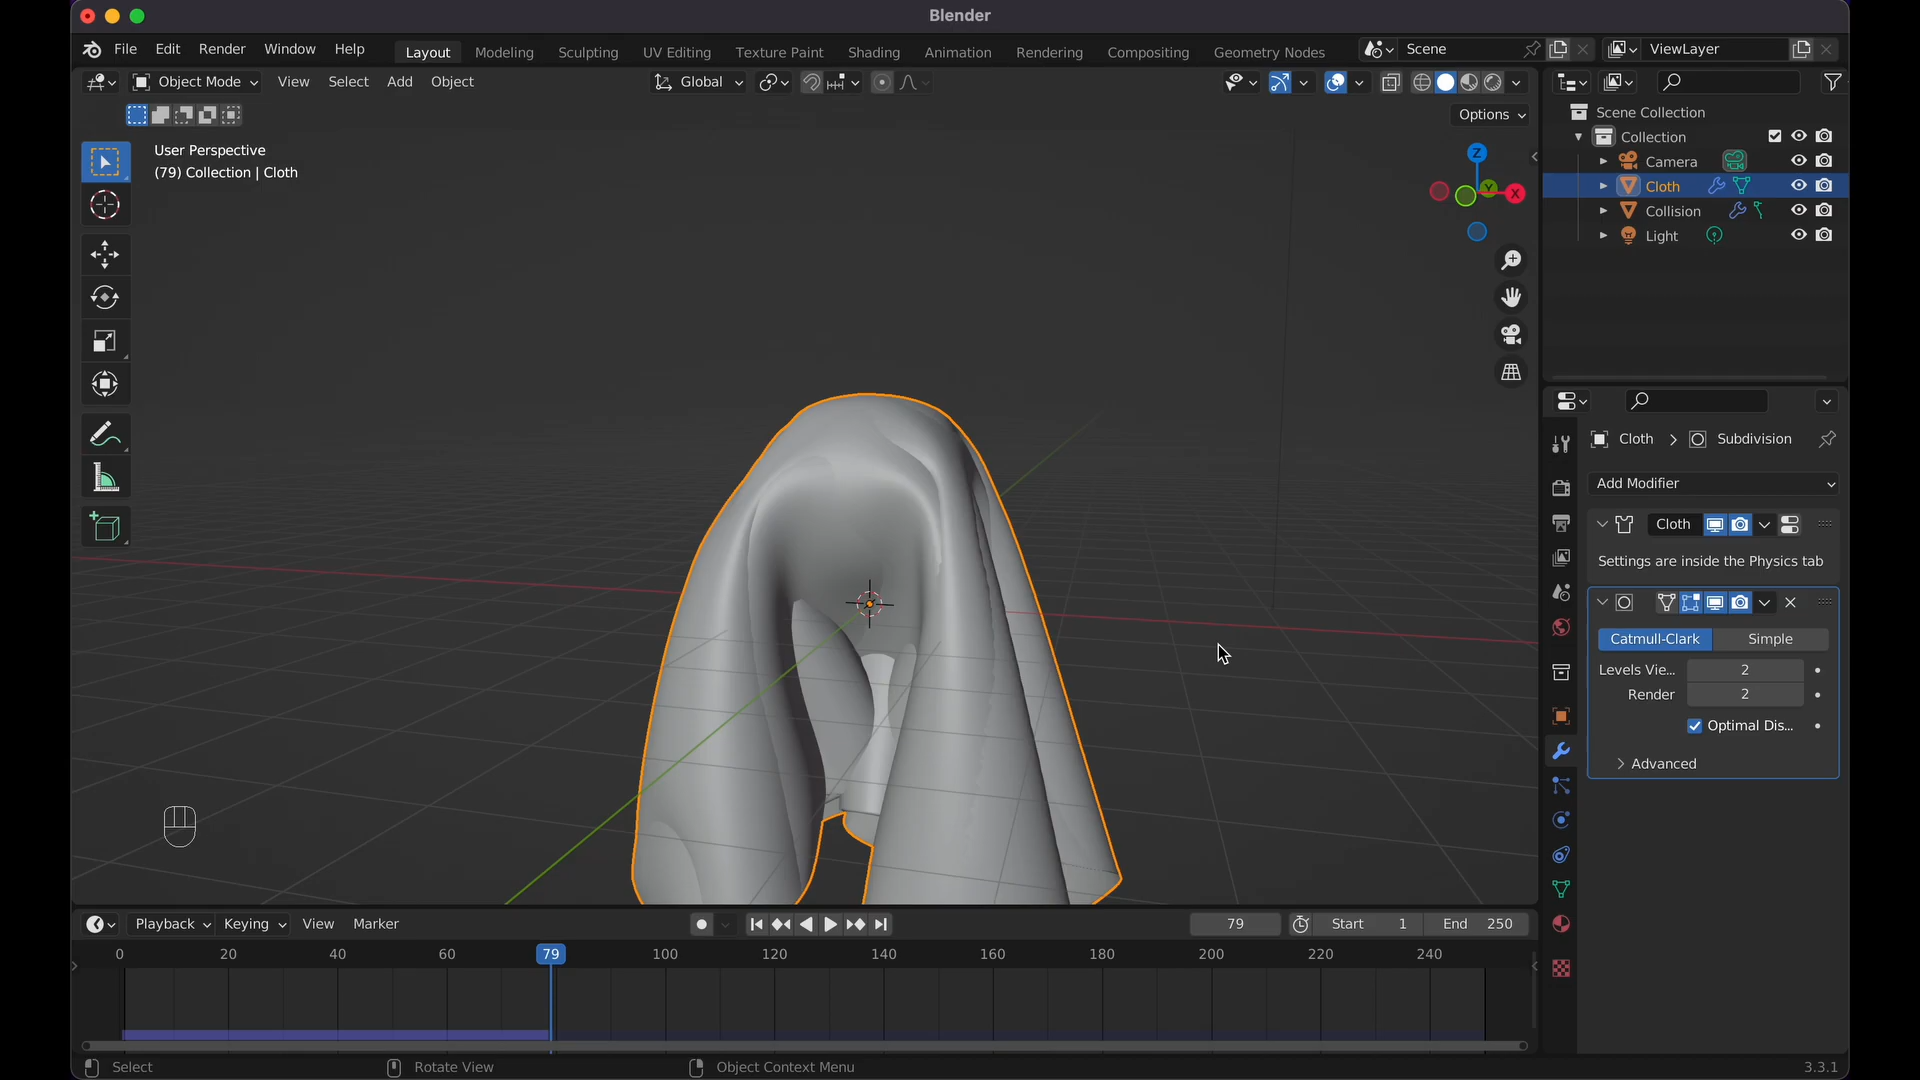 Blender
File Edit Render Window Help Layout Modeling Sculpting UV Editing Texture Paint Shading Animation Rendering Compositing Geometry Nodes Scene ViewLayer
Object Mode View Select Add Object Global
Options
User Perspective
(79) Collection | Cloth
Z
Y
X
Scene Collection
Collection
Camera
Cloth
Collision
Light
Cloth > Subdivision
Add Modifier
Cloth
Settings are inside the Physics tab
Catmull-Clark Simple
Levels Vie... 2
Render 2
Optimal Dis...
Advanced
Playback Keying View Marker 79 Start 1 End 250
0 20 40 60 79 100 120 140 160 180 200 220 240
Select Rotate View Object Context Menu 3.3.1